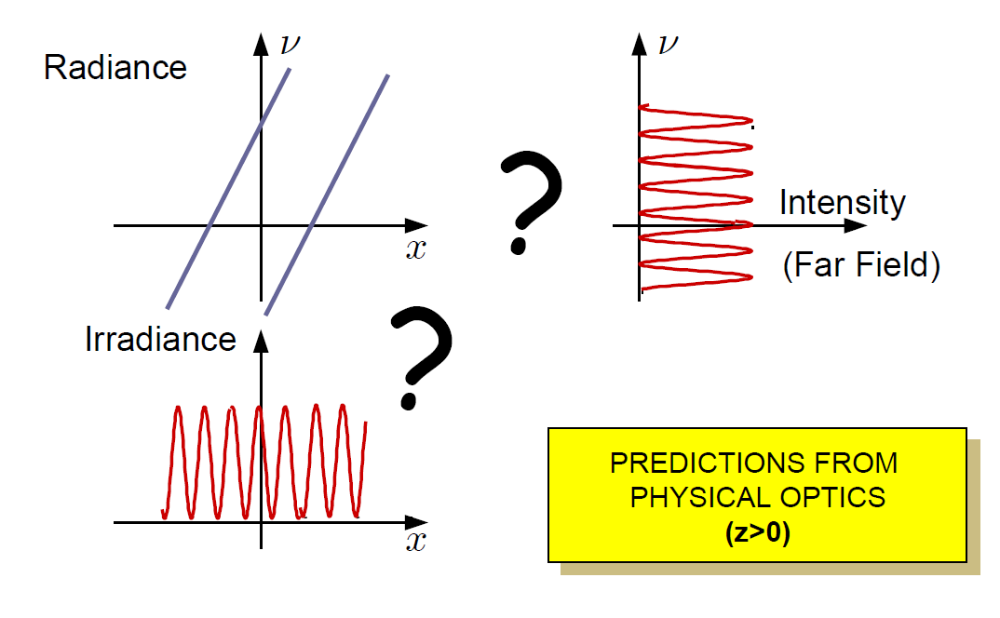 Radiance
ν
x
ν
?
Intensity
(Far Field)
Irradiance
?
x
PREDICTIONS FROM
PHYSICAL OPTICS
(z>0)